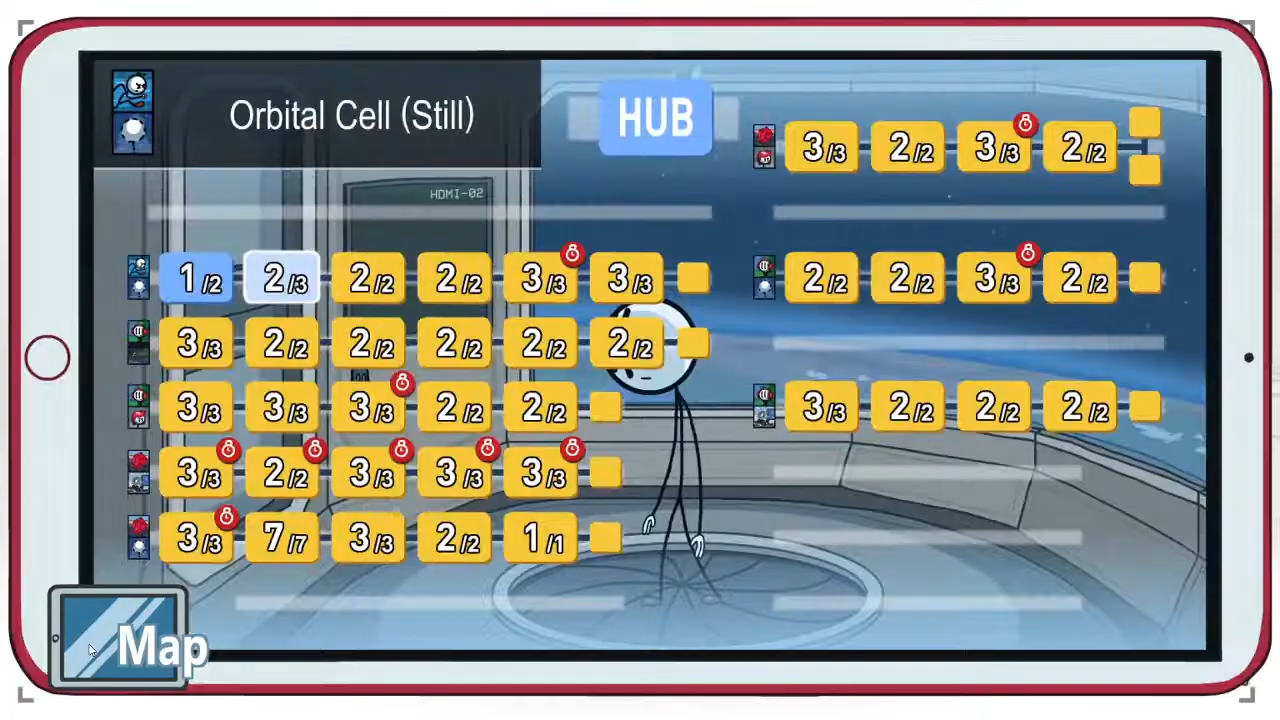 Orbital Cell (Still)
HUB
3/3 2/2 3/3 2/2
HDMI-02
1/2 2/3 2/2 2/2 3/3 3/3
2/2 2/2 3/3 2/2
3/3 2/2 2/2 2/2 2/2 2/2
3/3 3/3 3/3 2/2 2/2
3/3 2/2 2/2 2/2
3/3 2/2 3/3 3/3 3/3
3/3 7/7 3/3 2/2 1/1
Map